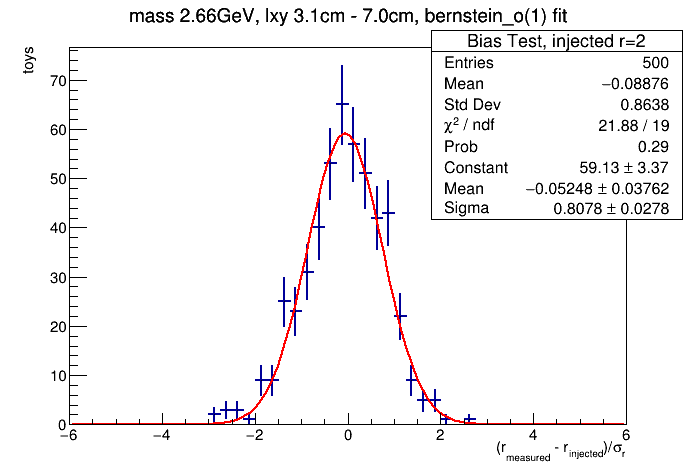 mass 2.66GeV, lxy 3.1cm - 7.0cm, bernstein_o(1) fit
Bias Test, injected r=2
Entries 500
Mean −0.08876
Std Dev 0.8638
χ² / ndf 21.88 / 19
Prob 0.29
Constant 59.13 ± 3.37
Mean −0.05248 ± 0.03762
Sigma 0.8078 ± 0.0278
toys
70
60
50
40
30
20
10
0
−6 −4 −2 0 2 4 6
(r_measured - r_injected)/σ_r